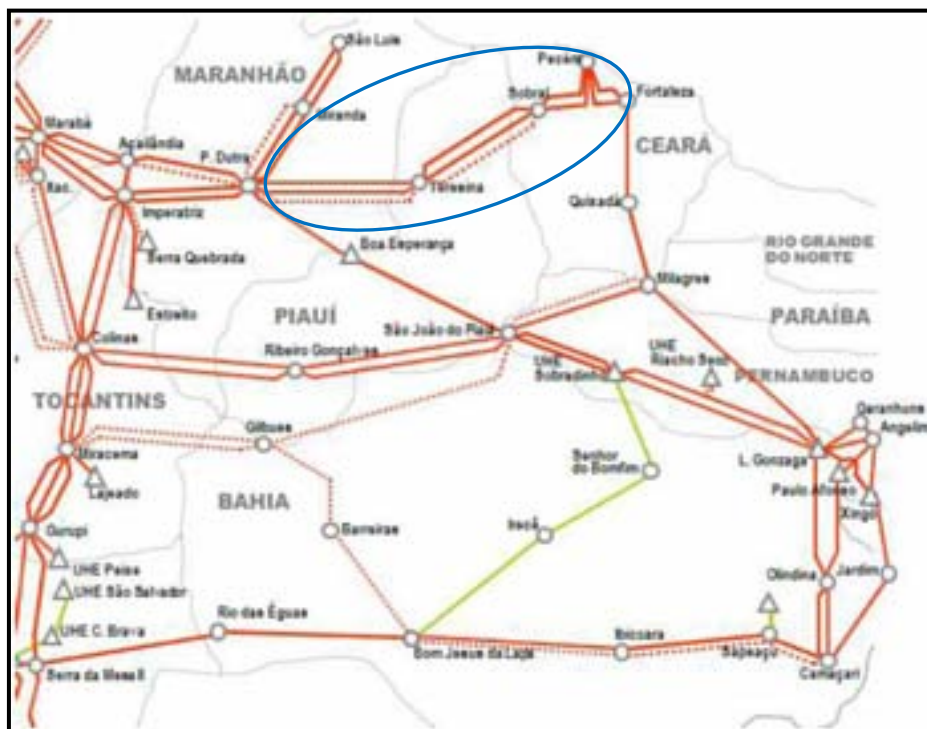 São Luis
Pecém
MARANHÃO
Sobral
Fortaleza
Miranda
Marabá
Açailândia
P. Dutra
CEARÁ
Teresina
Itac.
Imperatriz
Quixadá
Boa Esperança
Serra Quebrada
RIO GRANDE
DO NORTE
Milagres
Estreito
PIAUÍ
São João do Piauí
PARAÍBA
Colinas
Ribeiro Gonçalves
UHE
Sobradinho
UHE
Riacho Seco
PERNAMBUCO
TOCANTINS
Garanhuns
Gilbues
Angelim
Miracema
L. Gonzaga
Senhor
do Bomfim
Lajeado
Paulo Afonso
BAHIA
Xingó
Gurupi
Barreiras
Irecê
UHE Peixe
Olindina
Jardim
UHE São Salvador
Rio das Éguas
UHE C. Brava
Bom Jesus da Lapa
Ibicoara
Sapeaçu
Serra da Mesa II
Camaçari